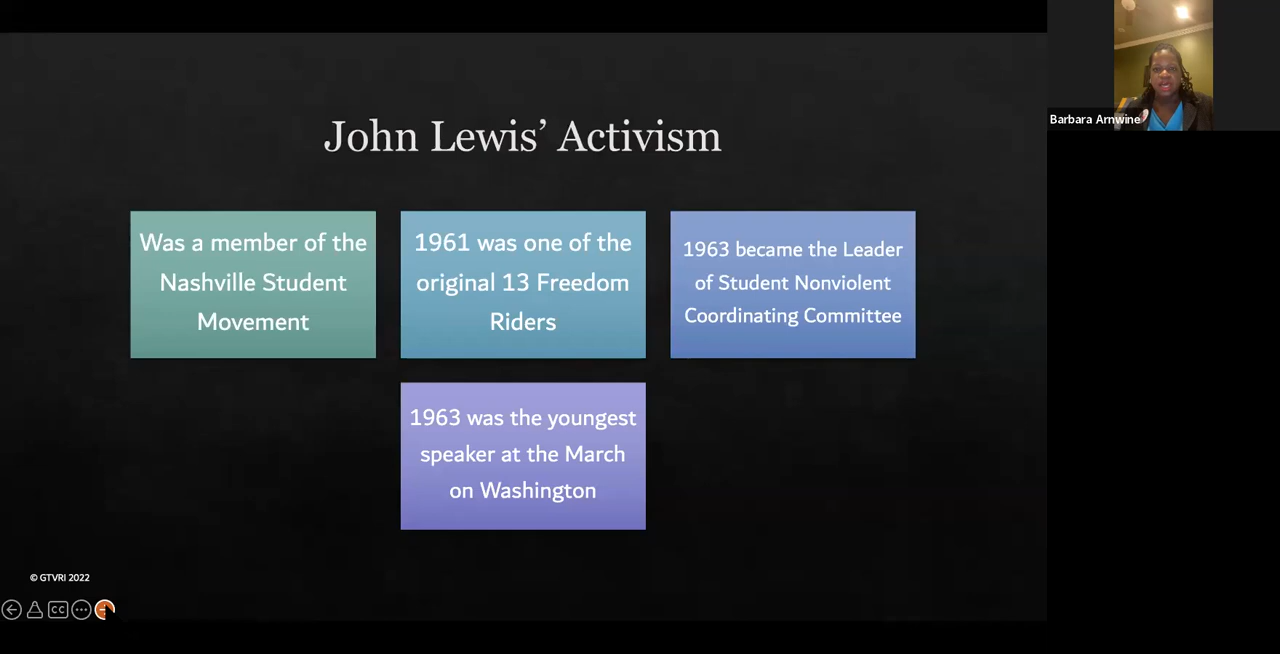 John Lewis’ Activism
Was a member of the
Nashville Student
Movement
1961 was one of the
original 13 Freedom
Riders
1963 became the Leader
of Student Nonviolent
Coordinating Committee
1963 was the youngest
speaker at the March
on Washington
© GTVRI 2022
CC
Barbara Arnwine